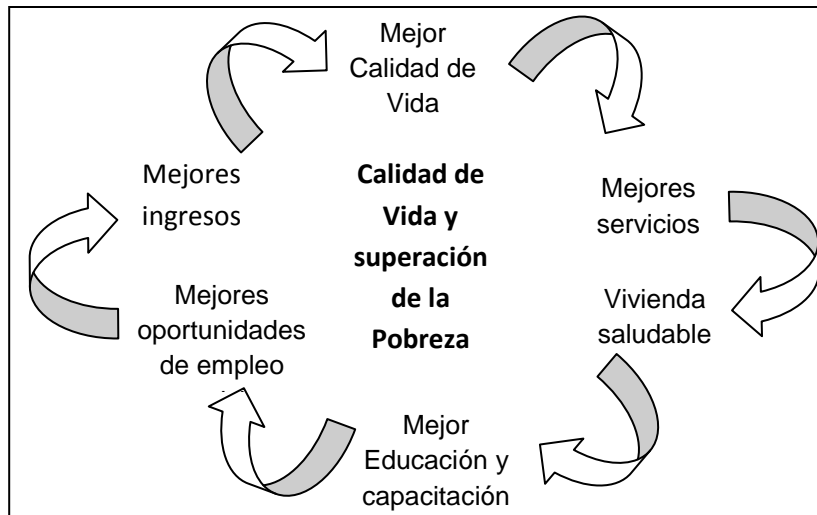 Mejor
Calidad de
Vida
Mejores
servicios
Vivienda
saludable
Mejor
Educación y
capacitación
Mejores
oportunidades
de empleo
Mejores
ingresos
Calidad de
Vida y
superación
de la
Pobreza